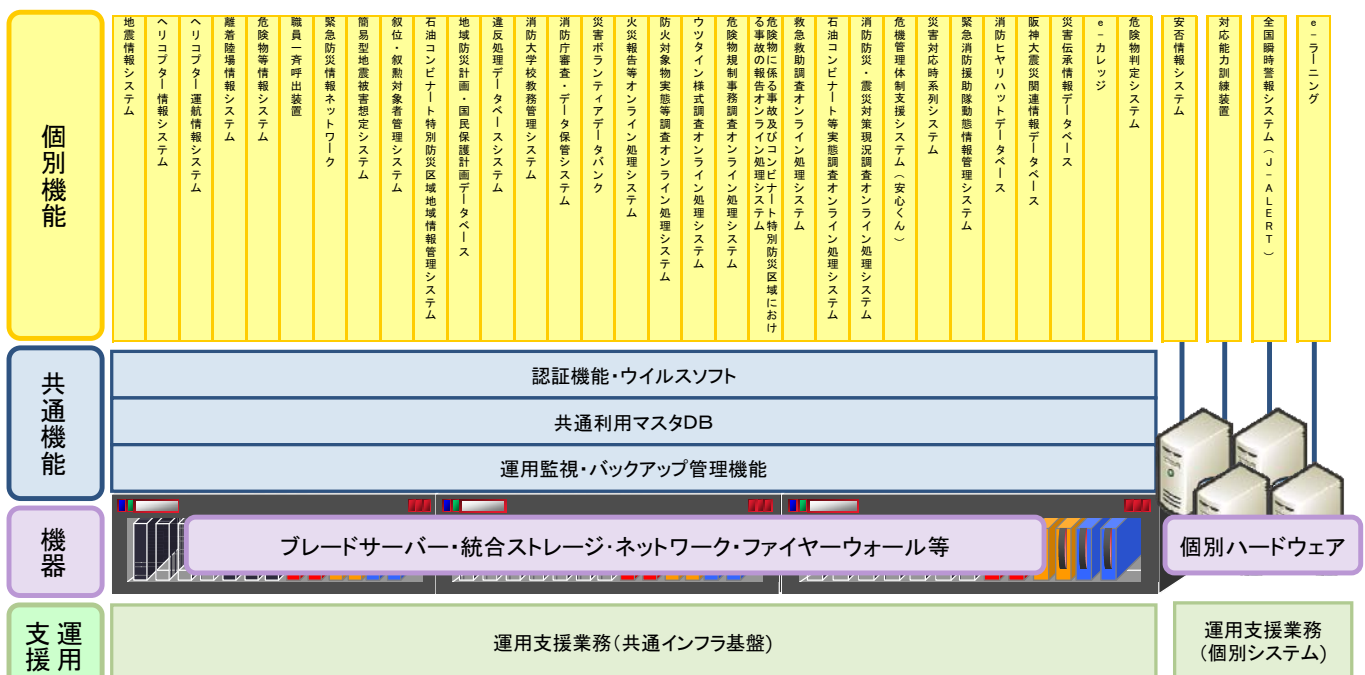 個別機能
地震情報システム
ヘリコプター情報システム
ヘリコプター運航情報システム
離着陸場情報システム
危険物等情報システム
職員一斉呼出装置
緊急防災情報ネットワーク
簡易型地震被害想定システム
叙位・叙勲対象者管理システム
石油コンビナート特別防災区域地域情報管理システム
地域防災計画・国民保護計画データベース
違反処理データベースシステム
消防大学校教務管理システム
消防庁審査・データ保管システム
災害ボランティアデータバンク
火災報告等オンライン処理システム
防火対象物実態等調査オンライン処理システム
ウツタイン様式調査オンライン処理システム
危険物規制事務調査オンライン処理システム
危険物に係る事故及びコンビナート特別防災区域におけ
る事故の報告オンライン処理システム
救急救助調査オンライン処理システム
石油コンビナート等実態調査オンライン処理システム
消防防災・震災対策現況調査オンライン処理システム
危機管理体制支援システム(安心くん)
災害対応時系列システム
緊急消防援助隊動態情報管理システム
消防ヒヤリハットデータベース
阪神大震災関連情報データベース
災害伝承情報データベース
e-カレッジ
危険物判定システム
安否情報システム
対応能力訓練装置
全国瞬時警報システム(J-ALERT)
e-ラーニング
共通機能
認証機能・ウイルスソフト
共通利用マスタDB
運用監視・バックアップ管理機能
機器
ブレードサーバー・統合ストレージ・ネットワーク・ファイヤーウォール等
個別ハードウェア
運用
支援
運用支援業務(共通インフラ基盤)
運用支援業務
(個別システム)